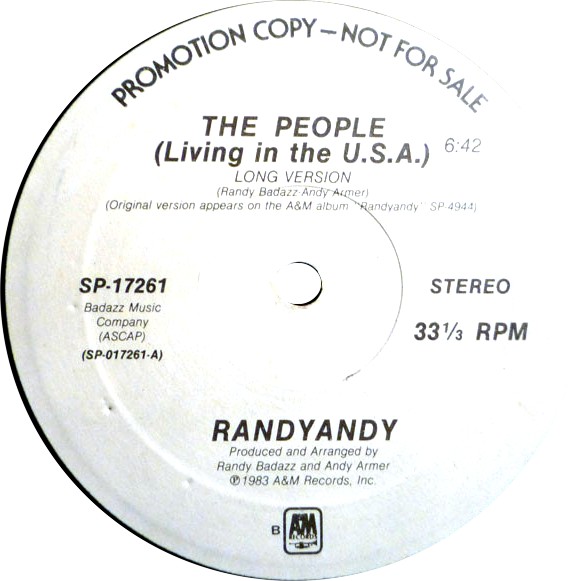 PROMOTION COPY — NOT FOR SALE
THE PEOPLE
(Living in the U.S.A.) 6:42
LONG VERSION
(Randy Badazz-Andy Armer)
(Original version appears on the A&M album "Randyandy" SP-4944)
SP-17261
STEREO
Badazz Music
Company
(ASCAP)
33⅓ RPM
(SP-017261-A)
RANDYANDY
Produced and Arranged by
Randy Badazz and Andy Armer
℗1983 A&M Records, Inc.
B A&M
RECORDS